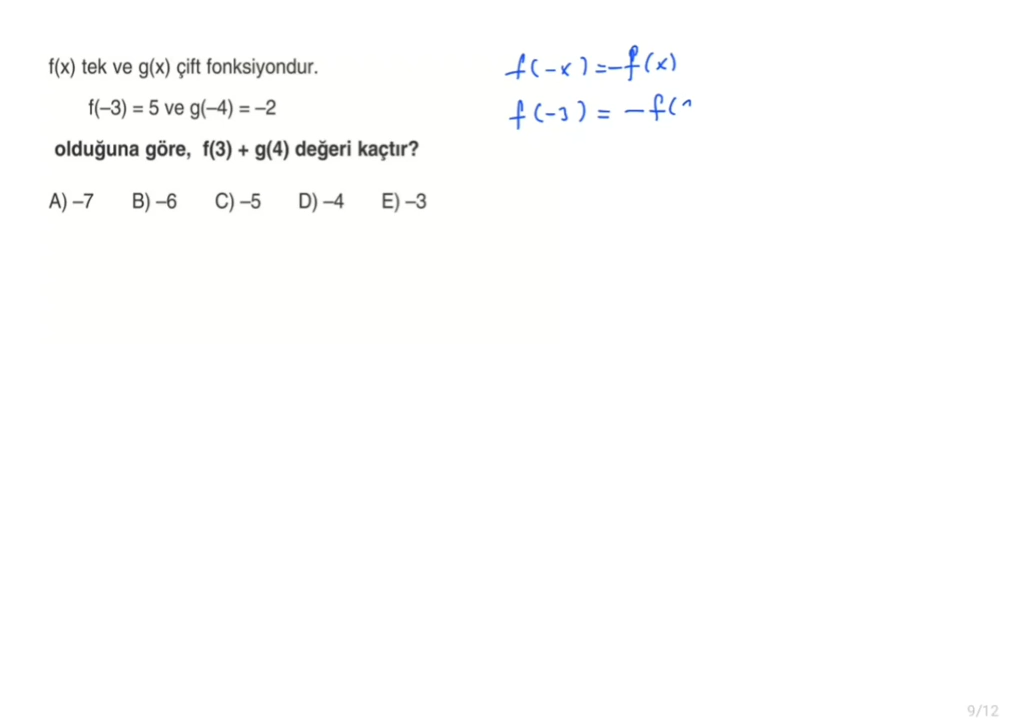 f(x) tek ve g(x) çift fonksiyondur.
f(–3) = 5 ve g(–4) = –2
olduğuna göre, f(3) + g(4) değeri kaçtır?
A) –7 B) –6 C) –5 D) –4 E) –3
f(-x)=-f(x)
f(-3) = -f(
9/12